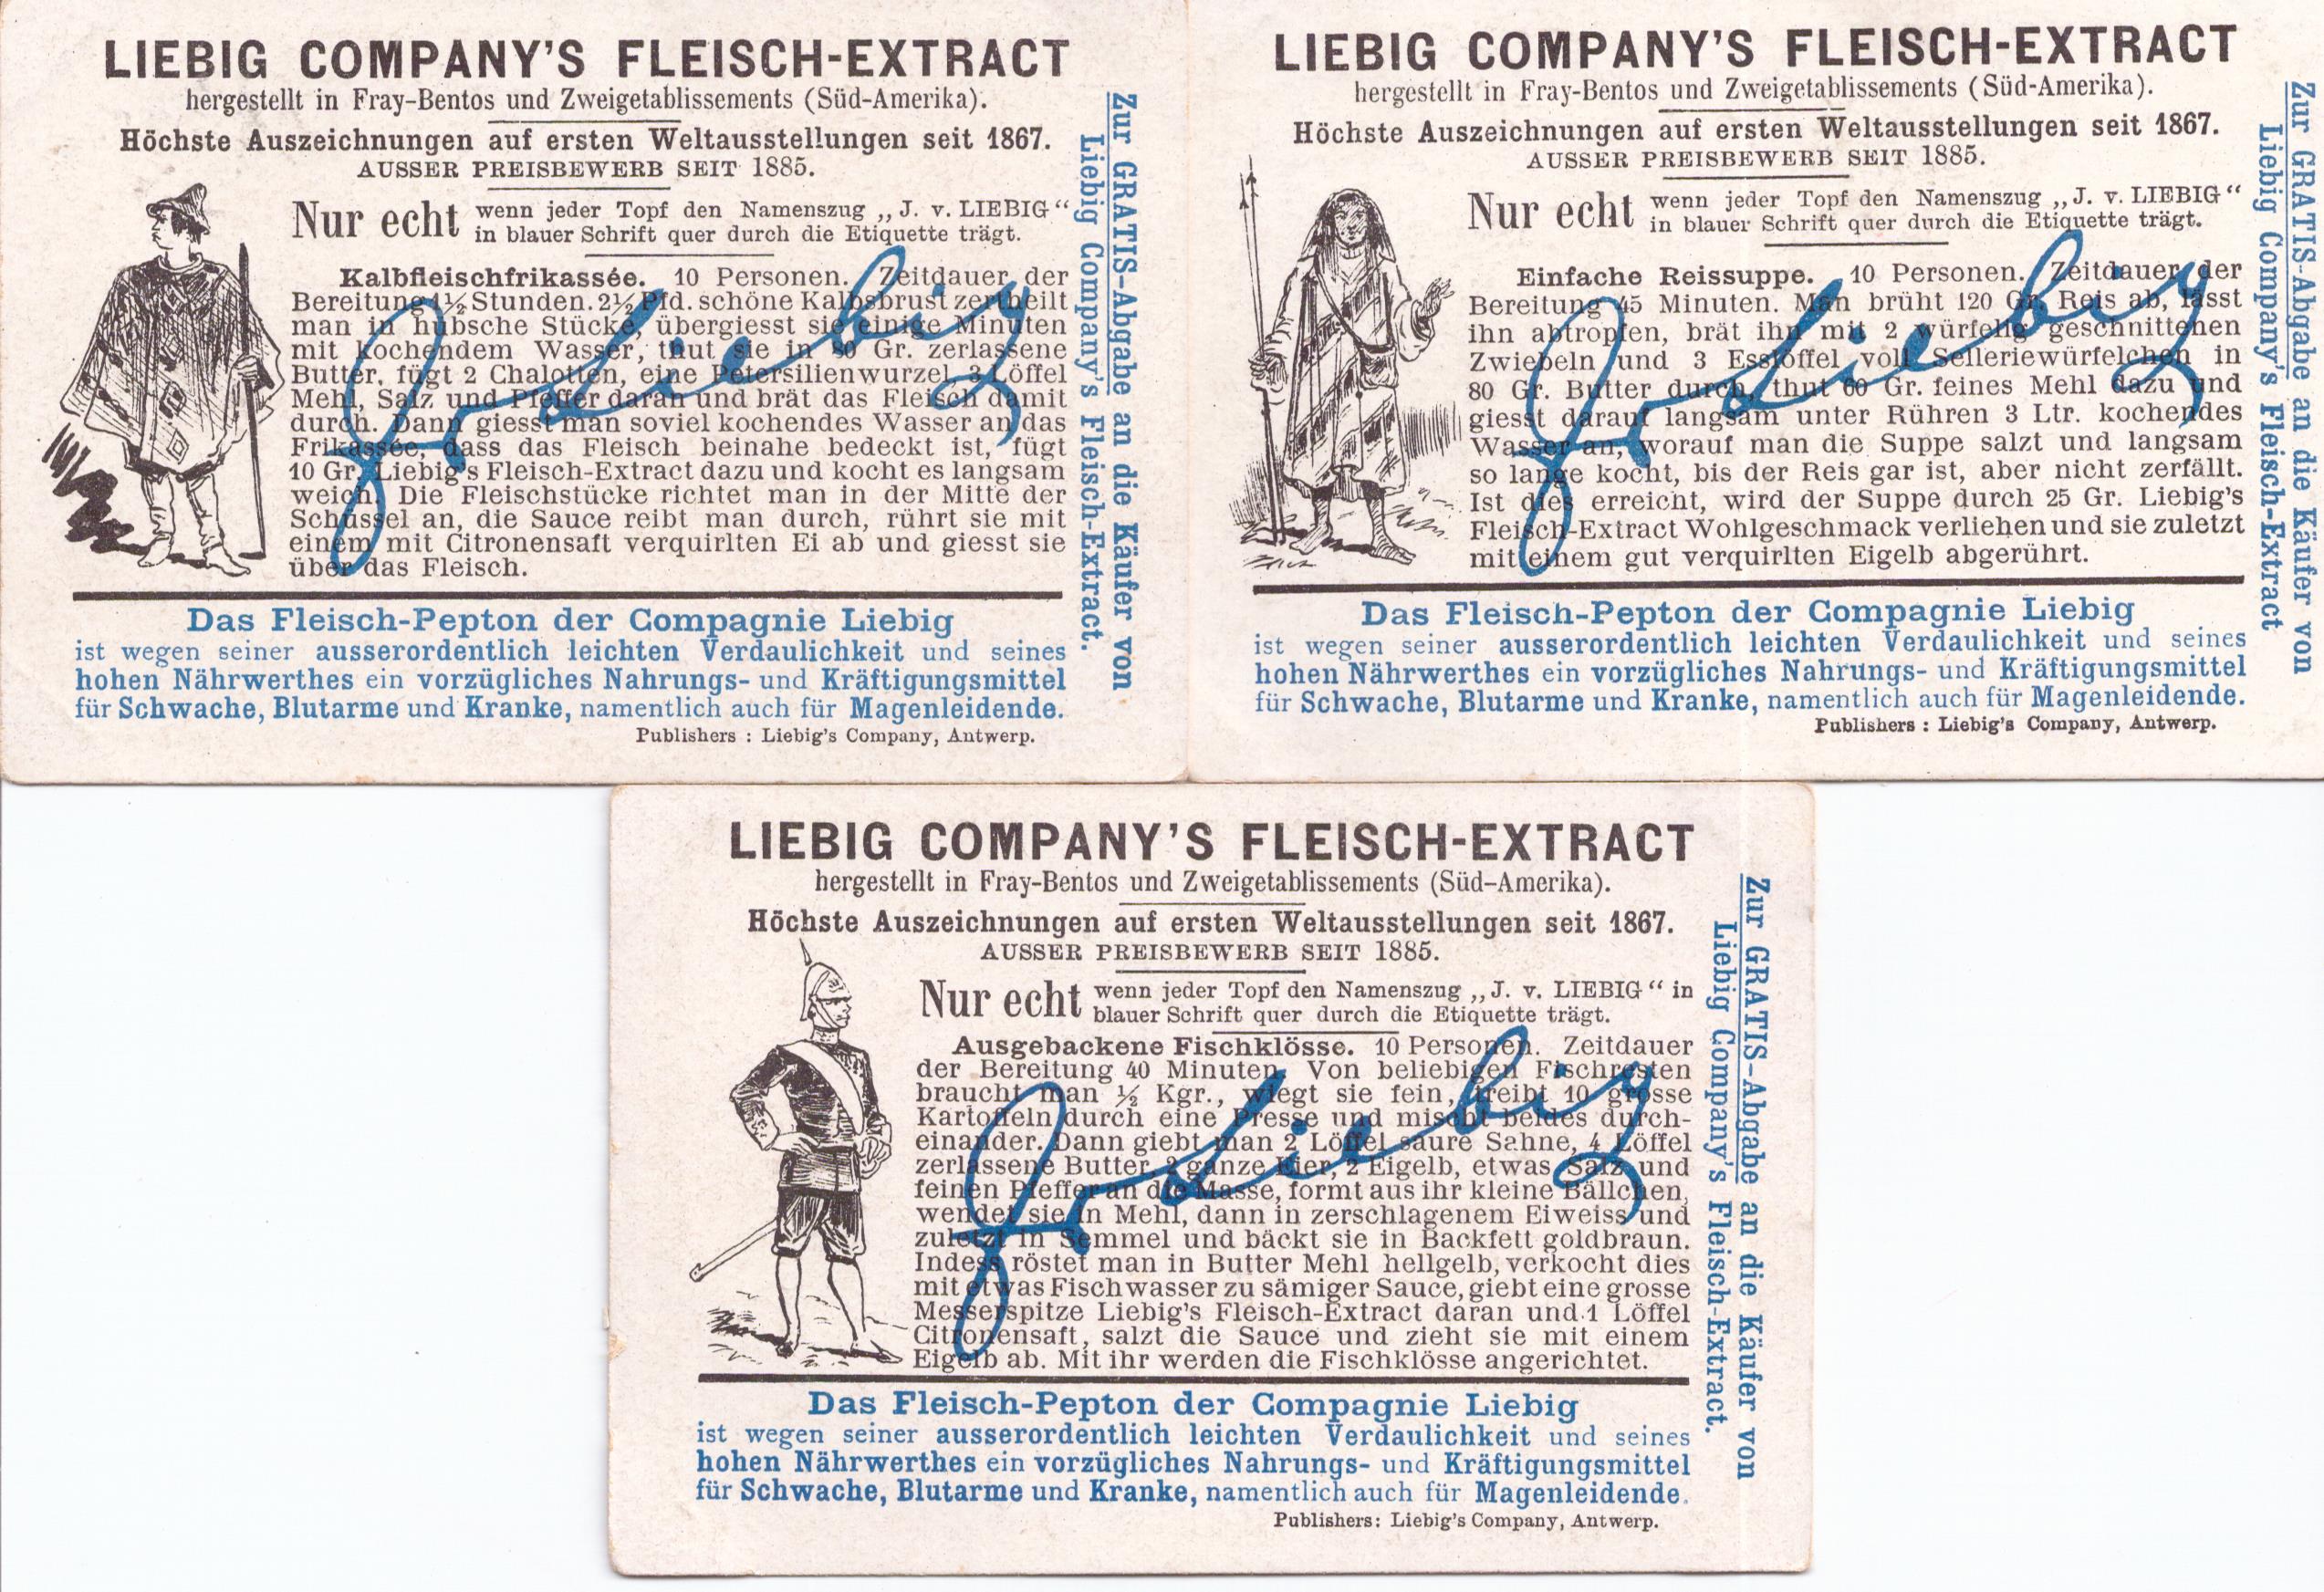 LIEBIG COMPANY'S FLEISCH-EXTRACT
hergestellt in Fray-Bentos und Zweigetablissements (Süd-Amerika).
Höchste Auszeichnungen auf ersten Weltausstellungen seit 1867.
AUSSER PREISBEWERB SEIT 1885.
Nur echt wenn jeder Topf den Namenszug „J. v. LIEBIG“
in blauer Schrift quer durch die Etiquette trägt.
Kalbfleischfrikassée. 10 Personen. Zeitdauer der
Bereitung 1½ Stunden. 2½ Pfd. schöne Kalbsbrust zertheilt
man in hübsche Stücke, übergiesst sie einige Minuten
mit kochendem Wasser, thut sie in 80 Gr. zerlassene
Butter, fügt 2 Chalotten, eine Petersilienwurzel, 3 Löffel
Mehl, Salz und Pfeffer daran und brät das Fleisch damit
durch. Dann giesst man soviel kochendes Wasser an das
Frikassée, dass das Fleisch beinahe bedeckt ist, fügt
10 Gr. Liebig's Fleisch-Extract dazu und kocht es langsam
weich. Die Fleischstücke richtet man in der Mitte der
Schüssel an, die Sauce reibt man durch, rührt sie mit
einem mit Citronensaft verquirlten Ei ab und giesst sie
über das Fleisch.
JvLiebig
Das Fleisch-Pepton der Compagnie Liebig
ist wegen seiner ausserordentlich leichten Verdaulichkeit und seines
hohen Nährwerthes ein vorzügliches Nahrungs- und Kräftigungsmittel
für Schwache, Blutarme und Kranke, namentlich auch für Magenleidende.
Publishers : Liebig's Company, Antwerp.
Zur GRATIS-Abgabe an die Käufer von
Liebig Company's Fleisch-Extract.
LIEBIG COMPANY'S FLEISCH-EXTRACT
hergestellt in Fray-Bentos und Zweigetablissements (Süd-Amerika).
Höchste Auszeichnungen auf ersten Weltausstellungen seit 1867.
AUSSER PREISBEWERB SEIT 1885.
Nur echt wenn jeder Topf den Namenszug „J. v. LIEBIG“
in blauer Schrift quer durch die Etiquette trägt.
Einfache Reissuppe. 10 Personen. Zeitdauer der
Bereitung 45 Minuten. Man brüht 120 Gr. Reis ab, lässt
ihn abtropfen, brät ihn mit 2 würfelig geschnittenen
Zwiebeln und 3 Esslöffel voll Selleriewürfelchen in
80 Gr. Butter durch, thut 60 Gr. feines Mehl dazu und
giesst darauf langsam unter Rühren 3 Ltr. kochendes
Wasser an, worauf man die Suppe salzt und langsam
so lange kocht, bis der Reis gar ist, aber nicht zerfällt.
Ist dies erreicht, wird der Suppe durch 25 Gr. Liebig's
Fleisch-Extract Wohlgeschmack verliehen und sie zuletzt
mit einem gut verquirlten Eigelb abgerührt.
JvLiebig
Das Fleisch-Pepton der Compagnie Liebig
ist wegen seiner ausserordentlich leichten Verdaulichkeit und seines
hohen Nährwerthes ein vorzügliches Nahrungs- und Kräftigungsmittel
für Schwache, Blutarme und Kranke, namentlich auch für Magenleidende.
Publishers : Liebig's Company, Antwerp.
Zur GRATIS-Abgabe an die Käufer von
Liebig Company's Fleisch-Extract
LIEBIG COMPANY'S FLEISCH-EXTRACT
hergestellt in Fray-Bentos und Zweigetablissements (Süd-Amerika).
Höchste Auszeichnungen auf ersten Weltausstellungen seit 1867.
AUSSER PREISBEWERB SEIT 1885.
Nur echt wenn jeder Topf den Namenszug „J. v. LIEBIG“ in
blauer Schrift quer durch die Etiquette trägt.
Ausgebackene Fischklösse. 10 Personen. Zeitdauer
der Bereitung 40 Minuten. Von beliebigen Fischresten
braucht man ½ Kgr., wiegt sie fein, treibt 10 grosse
Kartoffeln durch eine Presse und mischt beides durch-
einander. Dann giebt man 2 Löffel saure Sahne, 4 Löffel
zerlassene Butter, 2 ganze Eier, 2 Eigelb, etwas Salz und
feinen Pfeffer an die Masse, formt aus ihr kleine Bällchen,
wendet sie in Mehl, dann in zerschlagenem Eiweiss und
zuletzt in Semmel und bäckt sie in Backfett goldbraun.
Indess röstet man in Butter Mehl hellgelb, verkocht dies
mit etwas Fischwasser zu sämiger Sauce, giebt eine grosse
Messerspitze Liebig's Fleisch-Extract daran und 1 Löffel
Citronensaft, salzt die Sauce und zieht sie mit einem
Eigelb ab. Mit ihr werden die Fischklösse angerichtet.
JvLiebig
Das Fleisch-Pepton der Compagnie Liebig
ist wegen seiner ausserordentlich leichten Verdaulichkeit und seines
hohen Nährwerthes ein vorzügliches Nahrungs- und Kräftigungsmittel
für Schwache, Blutarme und Kranke, namentlich auch für Magenleidende.
Publishers: Liebig's Company, Antwerp.
Zur GRATIS-Abgabe an die Käufer von
Liebig Company's Fleisch-Extract.